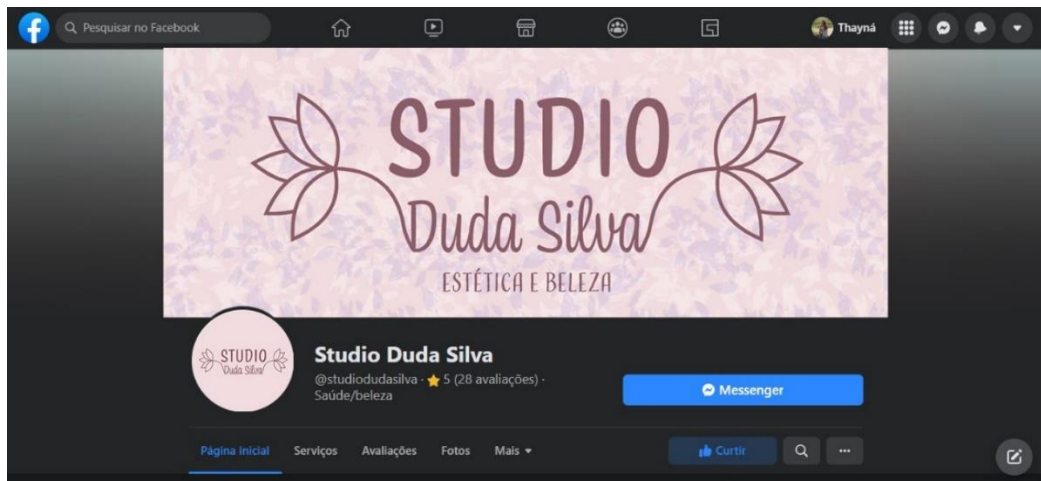 Pesquisar no Facebook
Thayná
STUDIO
Duda Silva
ESTÉTICA E BELEZA
STUDIO
Duda Silva
Studio Duda Silva
@studiodudasilva · 5 (28 avaliações) ·
Saúde/beleza
Messenger
Página inicial Serviços Avaliações Fotos Mais
Curtir